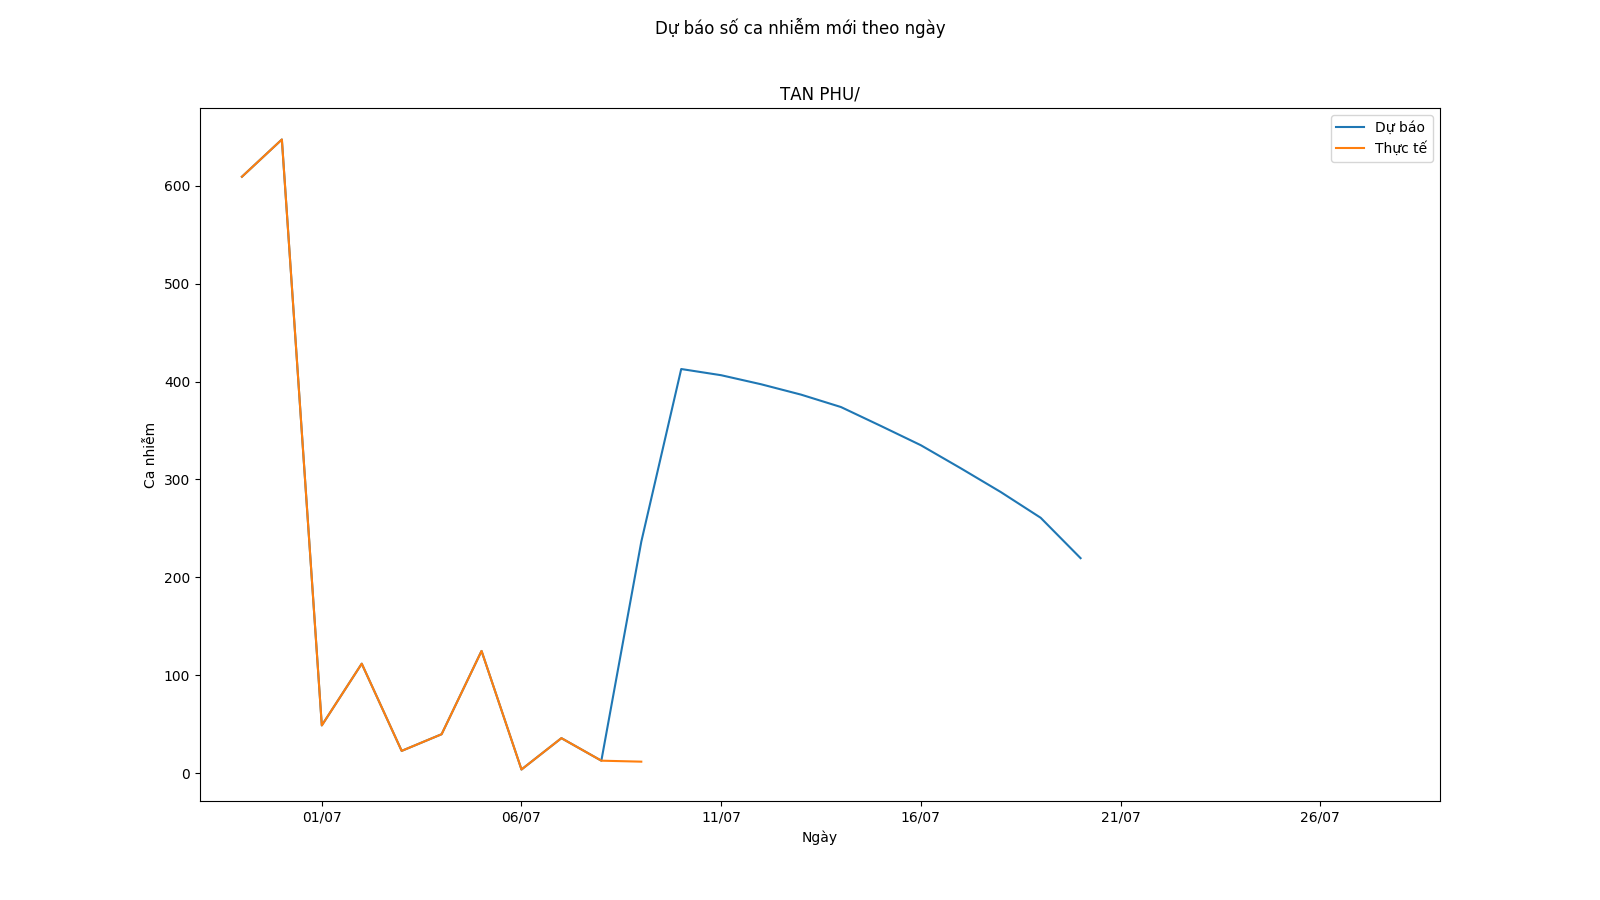 Dự báo số ca nhiễm mới theo ngày
TAN PHU/
Dự báo
Thực tế
600
500
400
300
200
100
0
Ca nhiễm
01/07
06/07
11/07
16/07
21/07
26/07
Ngày